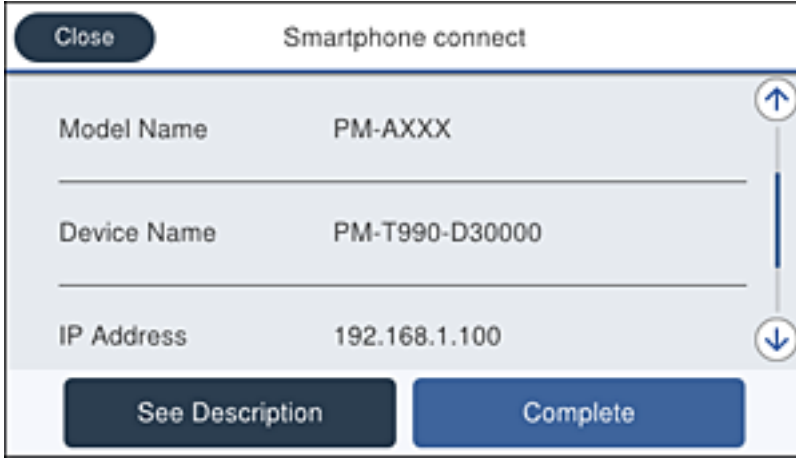 Close Smartphone connect
Model Name PM-AXXX
Device Name PM-T990-D30000
IP Address 192.168.1.100
See Description Complete